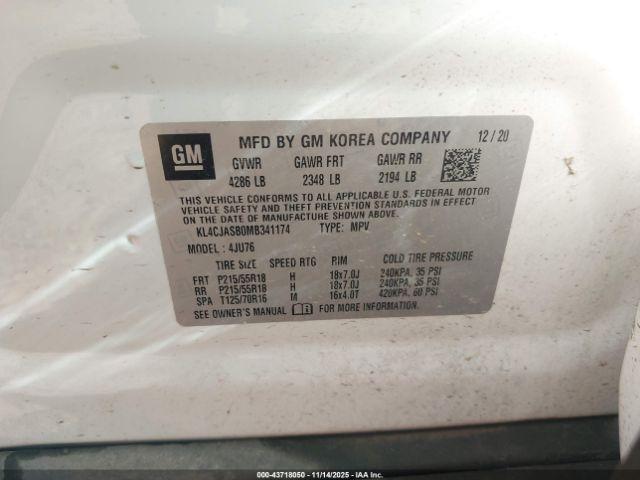 GM
MFD BY GM KOREA COMPANY 12/20
GVWR GAWR FRT GAWR RR
4286 LB 2348 LB 2194 LB
THIS VEHICLE CONFORMS TO ALL APPLICABLE U.S. FEDERAL MOTOR
VEHICLE SAFETY AND THEFT PREVENTION STANDARDS IN EFFECT
ON THE DATE OF MANUFACTURE SHOWN ABOVE.
KL4CJASB0MB341174 TYPE: MPV
MODEL: 4JU76
TIRE SIZE SPEED RTG RIM COLD TIRE PRESSURE
FRT P215/55R18 H 18x7.0J 240KPA, 35 PSI
RR P215/55R18 H 18x7.0J 240KPA, 35 PSI
SPA T125/70R16 M 16x4.0T 420KPA, 60 PSI
SEE OWNER'S MANUAL FOR MORE INFORMATION
000-43718050 - 11/14/2025 - Copyright IAA, Inc.